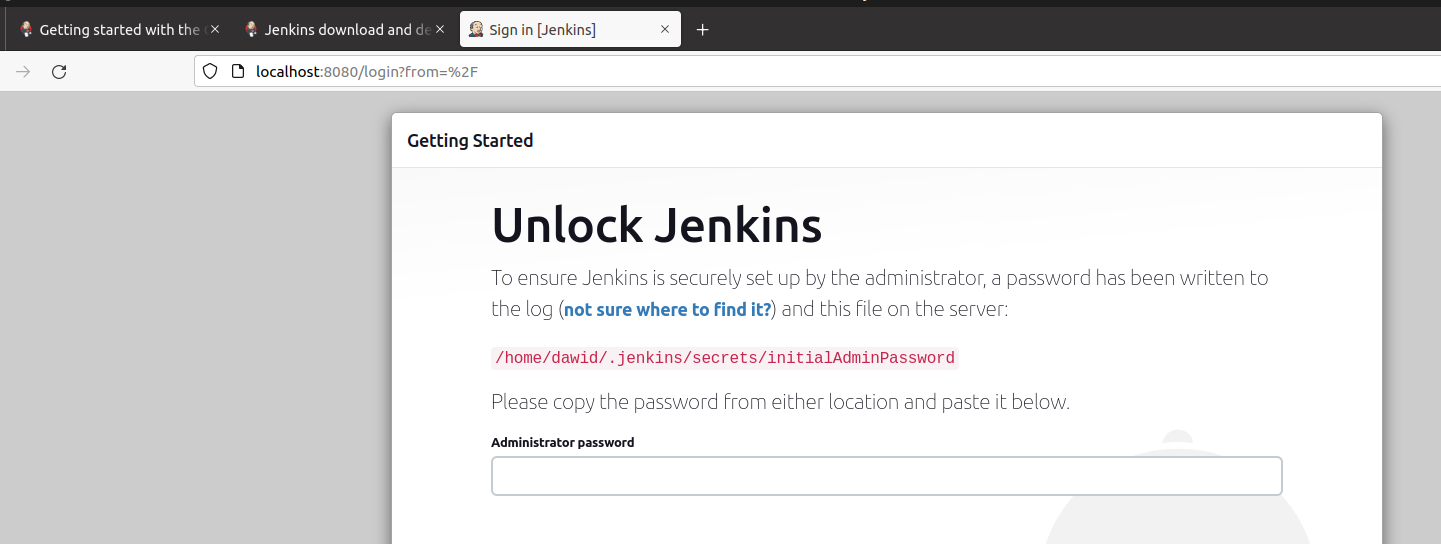 Getting started with the
Jenkins download and de
Sign in [Jenkins]
localhost:8080/login?from=%2F
Getting Started
Unlock Jenkins
To ensure Jenkins is securely set up by the administrator, a password has been written to
the log (not sure where to find it?) and this file on the server:
/home/dawid/.jenkins/secrets/initialAdminPassword
Please copy the password from either location and paste it below.
Administrator password